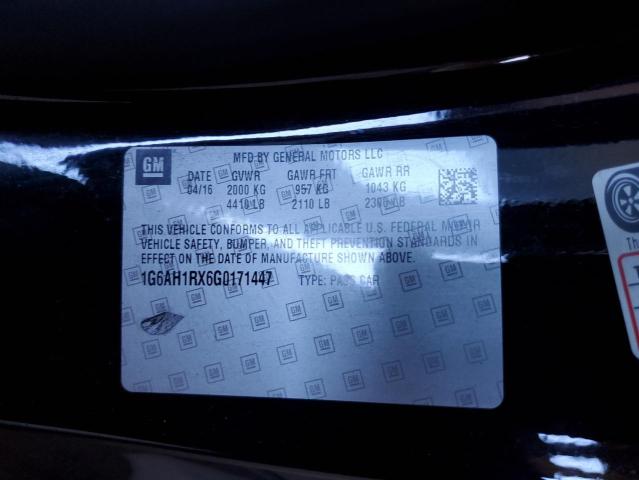 GM
MFD BY GENERAL MOTORS LLC
DATE GVWR GAWR FRT GAWR RR
04/16 2000 KG 957 KG 1043 KG
4410 LB 2110 LB LB
THIS VEHICLE CONFORMS TO ALL APPLICABLE U.S. FEDERAL MOTOR
VEHICLE SAFETY, BUMPER, AND THEFT PREVENTION STANDARDS IN
EFFECT ON THE DATE OF MANUFACTURE SHOWN ABOVE.
1G6AH1RX6G0171447 TYPE: PASS CAR